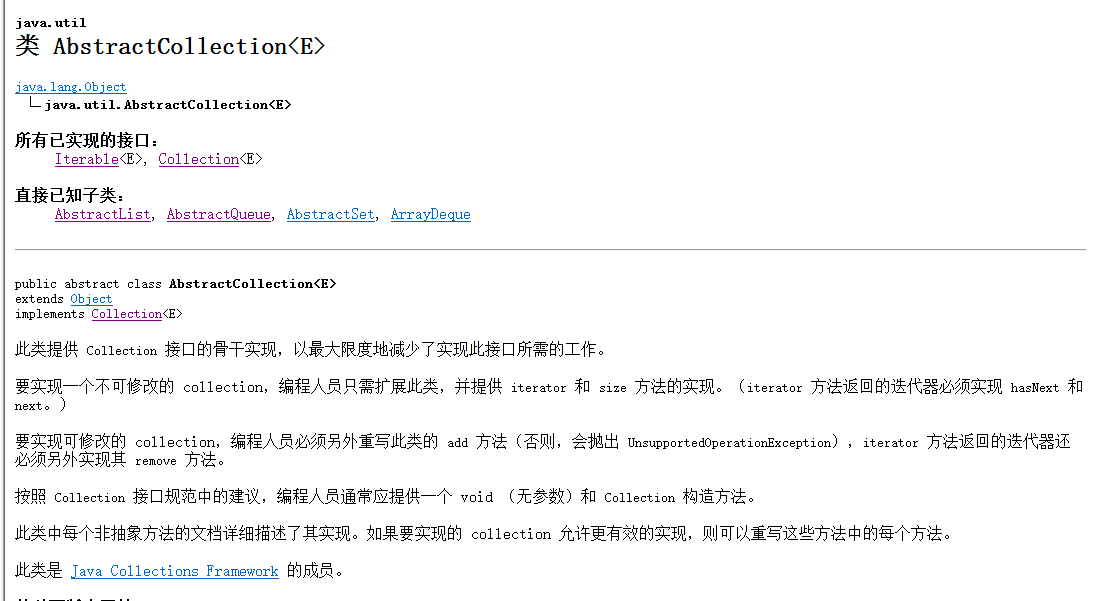 java.util
类 AbstractCollection<E>
java.lang.Object
java.util.AbstractCollection<E>
所有已实现的接口：
Iterable<E>, Collection<E>
直接已知子类：
AbstractList, AbstractQueue, AbstractSet, ArrayDeque
public abstract class AbstractCollection<E>
extends Object
implements Collection<E>
此类提供 Collection 接口的骨干实现，以最大限度地减少了实现此接口所需的工作。
要实现一个不可修改的 collection，编程人员只需扩展此类，并提供 iterator 和 size 方法的实现。（iterator 方法返回的迭代器必须实现 hasNext 和
next。）
要实现可修改的 collection，编程人员必须另外重写此类的 add 方法（否则，会抛出 UnsupportedOperationException），iterator 方法返回的迭代器还
必须另外实现其 remove 方法。
按照 Collection 接口规范中的建议，编程人员通常应提供一个 void （无参数）和 Collection 构造方法。
此类中每个非抽象方法的文档详细描述了其实现。如果要实现的 collection 允许更有效的实现，则可以重写这些方法中的每个方法。
此类是 Java Collections Framework 的成员。